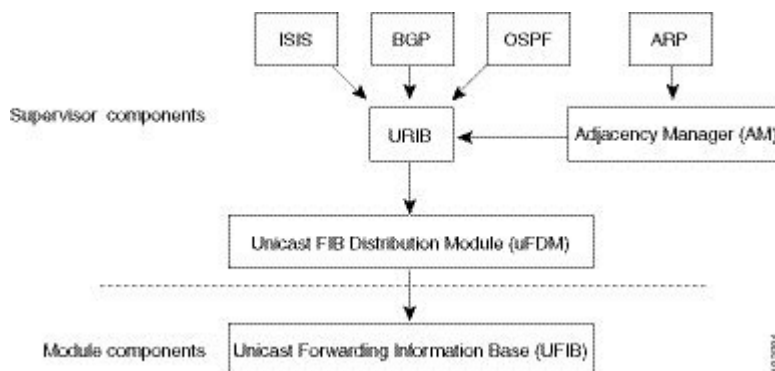 ISIS
BGP
OSPF
ARP
Supervisor components
URIB
Adjacency Manager (AM)
Unicast FIB Distribution Module (uFDM)
Module components
Unicast Forwarding Information Base (UFIB)